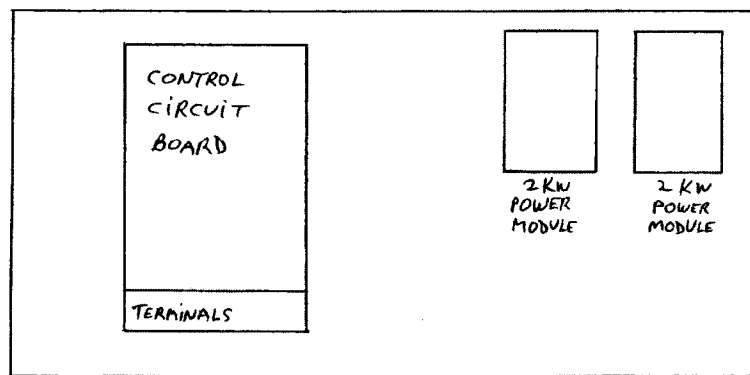 CONTROL
CiRCUiT
BOARD
TERMiNALS
2 KW
POWER
MODULE
2 KW
POWER
MODULE